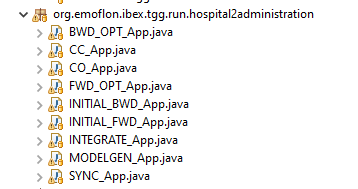 org.emoflon.ibex.tgg.run.hospital2administration
BWD_OPT_App.java
CC_App.java
CO_App.java
FWD_OPT_App.java
INITIAL_BWD_App.java
INITIAL_FWD_App.java
INTEGRATE_App.java
MODELGEN_App.java
SYNC_App.java